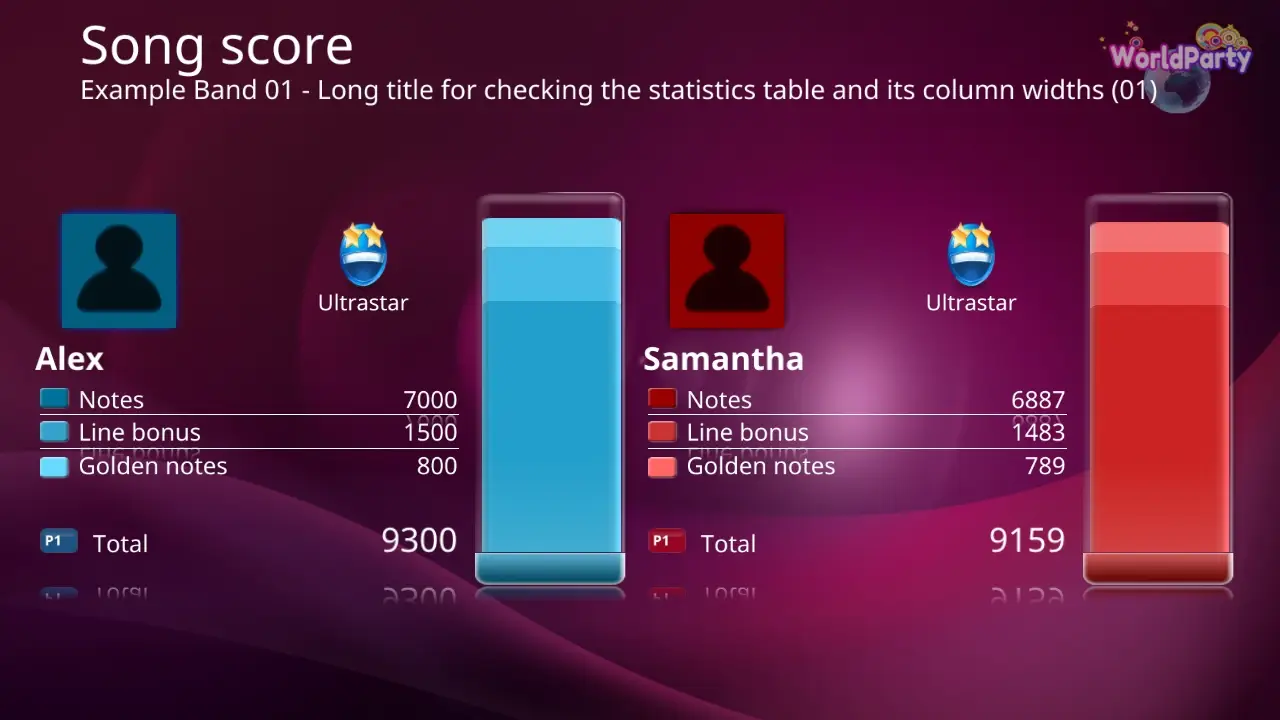 Song score
WorldParty
Example Band 01 - Long title for checking the statistics table and its column widths (01)
Ultrastar
Ultrastar
Alex
Samantha
Notes 7000
Notes 6887
Line bonus 1500
Line bonus 1483
Golden notes 800
Golden notes 789
P1 Total 9300
P1 Total 9159